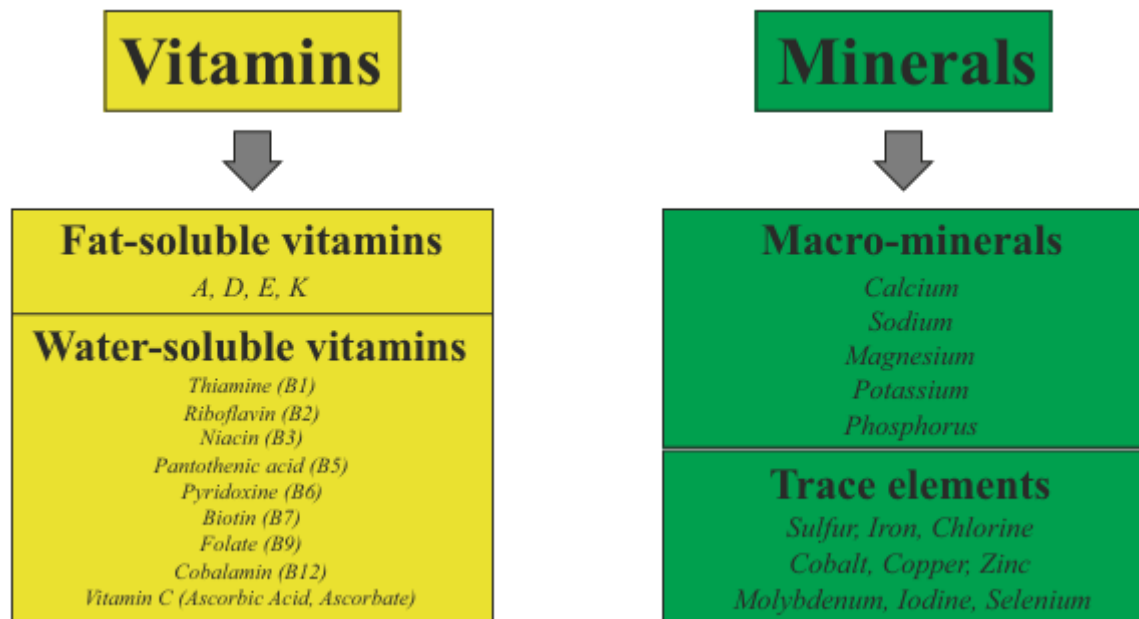 Vitamins
Fat-soluble vitamins
A, D, E, K
Water-soluble vitamins
Thiamine (B1)
Riboflavin (B2)
Niacin (B3)
Pantothenic acid (B5)
Pyridoxine (B6)
Biotin (B7)
Folate (B9)
Cobalamin (B12)
Vitamin C (Ascorbic Acid, Ascorbate)
Minerals
Macro-minerals
Calcium
Sodium
Magnesium
Potassium
Phosphorus
Trace elements
Sulfur, Iron, Chlorine
Cobalt, Copper, Zinc
Molybdenum, Iodine, Selenium